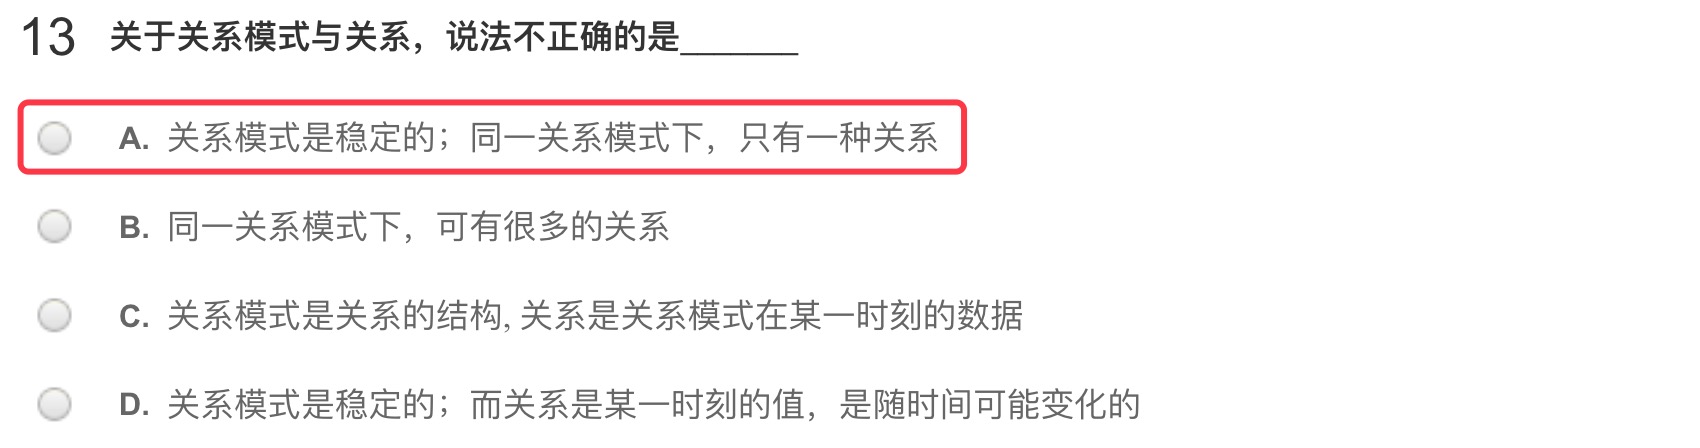 13 关于关系模式与关系，说法不正确的是_______
A. 关系模式是稳定的；同一关系模式下，只有一种关系
B. 同一关系模式下，可有很多的关系
C. 关系模式是关系的结构, 关系是关系模式在某一时刻的数据
D. 关系模式是稳定的；而关系是某一时刻的值，是随时间可能变化的